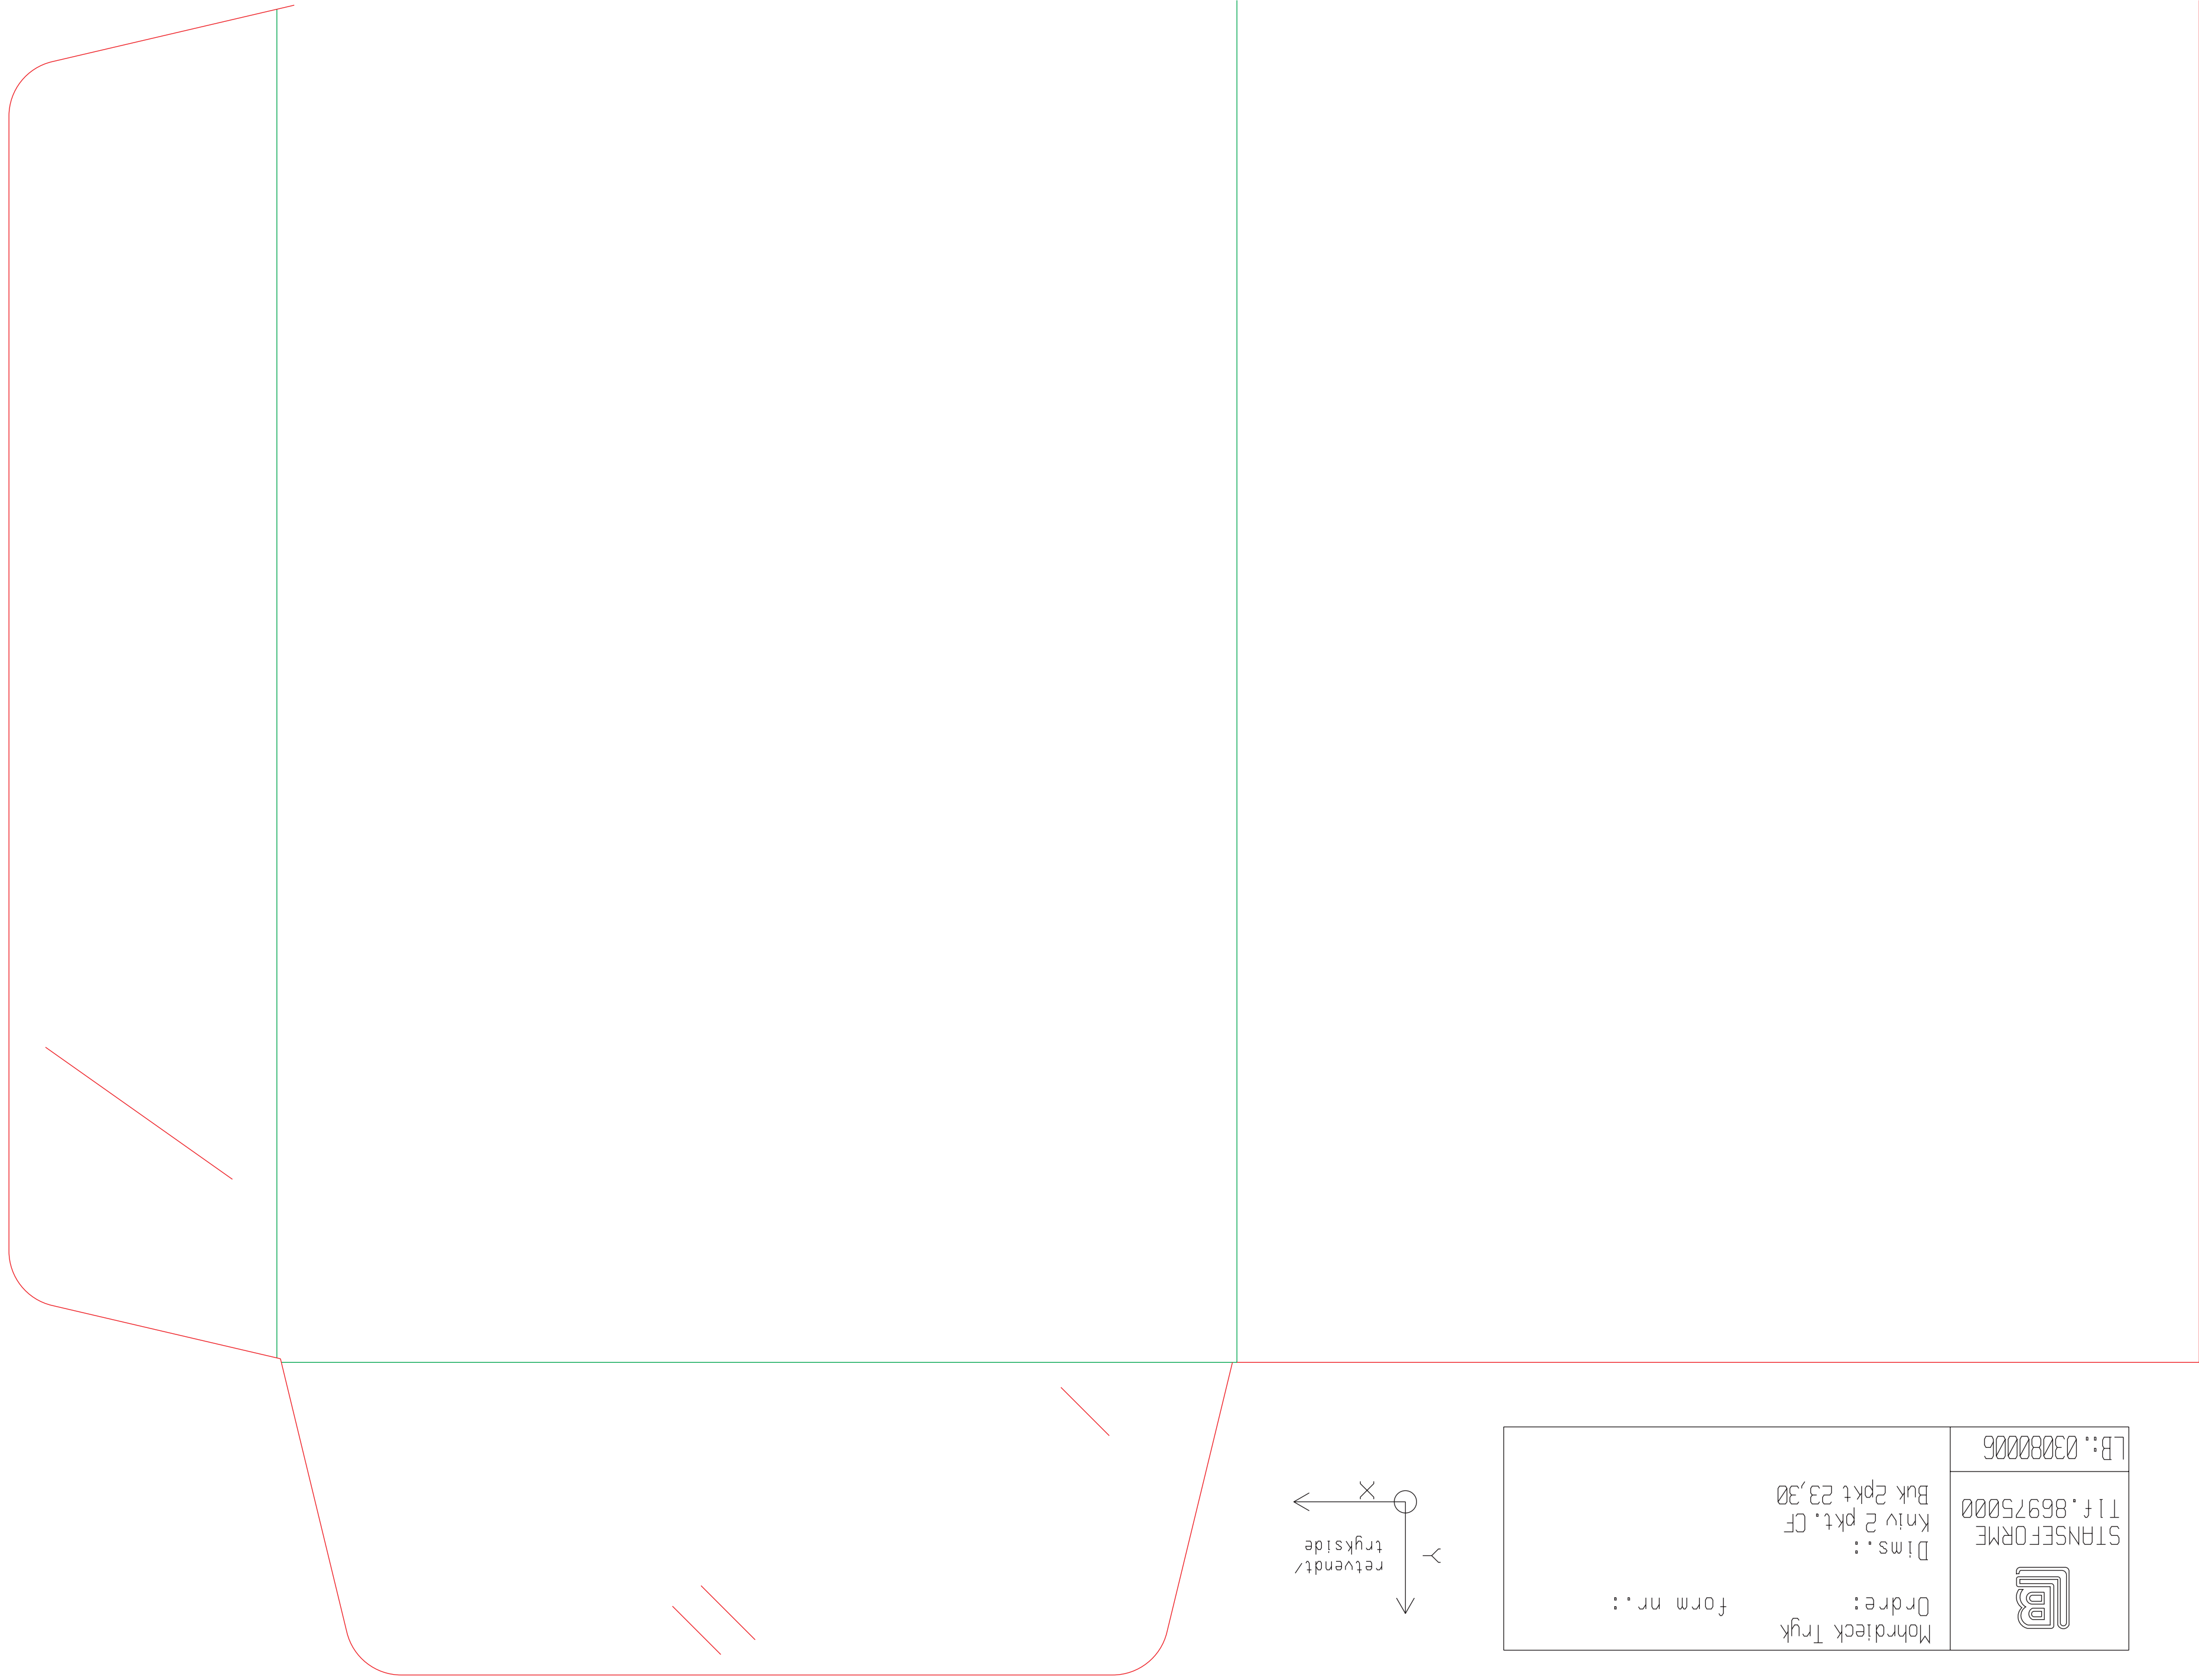 Mohrdieck Tryk
Ordre: form nr.:
Dims.:
Kniv 2 pkt. CF
Buk 2pkt 23,30
STANSEFORME
Tlf.86975000
LB.: 03080006
Y
retvendt/
trykside
X